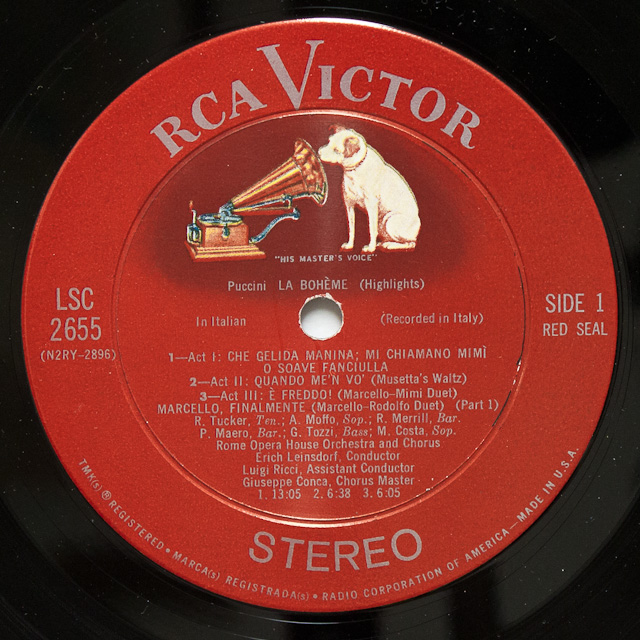 RCA VICTOR
"HIS MASTER'S VOICE"
Puccini LA BOHÈME (Highlights)
LSC
2655
(N2RY-2896)
In Italian
(Recorded in Italy)
SIDE 1
RED SEAL
1—Act I: CHE GELIDA MANINA; MI CHIAMANO MIMÌ
O SOAVE FANCIULLA
2—Act II: QUANDO ME'N VO' (Musetta's Waltz)
3—Act III: È FREDDO! (Marcello-Mimi Duet)
MARCELLO, FINALMENTE (Marcello-Rodolfo Duet) (Part 1)
R. Tucker, Ten.; A. Moffo, Sop.; R. Merrill, Bar.
P. Maero, Bar.; G. Tozzi, Bass; M. Costa, Sop.
Rome Opera House Orchestra and Chorus
Erich Leinsdorf, Conductor
Luigi Ricci, Assistant Conductor
Giuseppe Conca, Chorus Master
1. 13:05 2. 6:38 3. 6:05
STEREO
TMK(s) ® REGISTERED • MARCA(s) REGISTRADA(s) • RADIO CORPORATION OF AMERICA—MADE IN U.S.A.